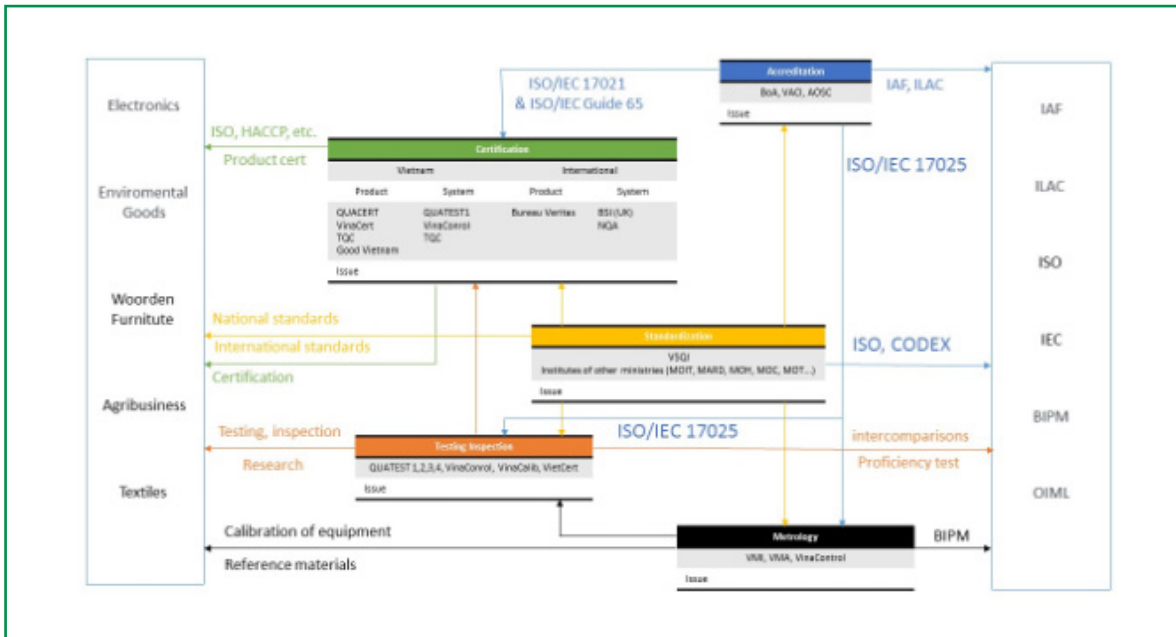 Electronics
Enviromental
Goods
Woorden
Furnitute
Agribusiness
Textiles
ISO, HACCP, etc.
Product cert
National standards
International standards
Certification
Testing, inspection
Research
Calibration of equipment
Reference materials
ISO/IEC 17021
& ISO/IEC Guide 65
Accreditation
BoA, VAO, AOSC
Issue
IAF, ILAC
ISO/IEC 17025
Certification
Vietnam International
Product System Product System
QUACERT QUATEST1 Bureau Veritas BSI (UK)
VinaCert VinaConrol NQA
TQC TQC
Good Vietnam
Issue
Standardization
VSQI
Institutes of other ministries (MOIT, MARD, MOH, MOC, MOT...)
Issue
ISO, CODEX
ISO/IEC 17025
Testing Inspection
QUATEST 1,2,3,4, VinaConrol, VinaCalib, VietCert
Issue
intercomparisons
Proficiency test
Metrology
VMI, VMA, VinaControl
Issue
BIPM
IAF
ILAC
ISO
IEC
BIPM
OIML